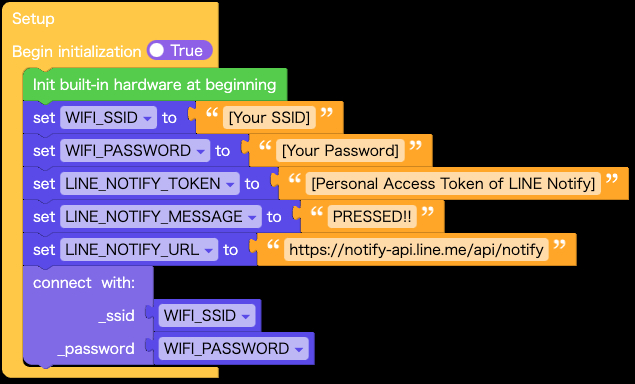 Setup
Begin initialization True
Init built-in hardware at beginning
set WIFI_SSID to “ [Your SSID] ”
set WIFI_PASSWORD to “ [Your Password] ”
set LINE_NOTIFY_TOKEN to “ [Personal Access Token of LINE Notify] ”
set LINE_NOTIFY_MESSAGE to “ PRESSED!! ”
set LINE_NOTIFY_URL to “ https://notify-api.line.me/api/notify ”
connect with:
_ssid WIFI_SSID
_password WIFI_PASSWORD